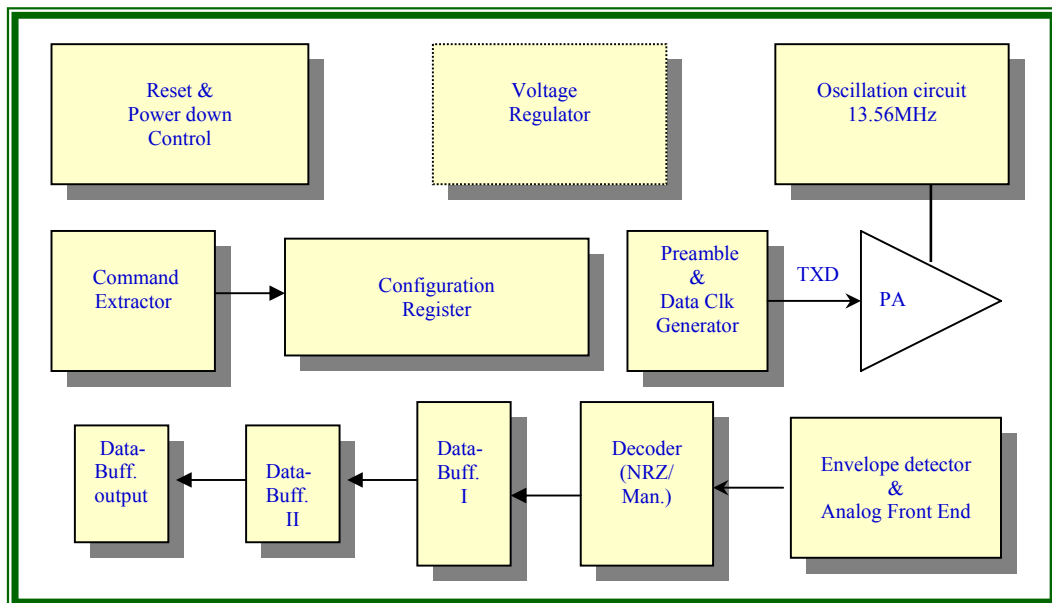 Reset &
Power down
Control
Voltage
Regulator
Oscillation circuit
13.56MHz
Command
Extractor
Configuration
Register
Preamble
&
Data Clk
Generator
TXD
PA
Data-
Buff.
output
Data-
Buff.
II
Data-
Buff.
I
Decoder
(NRZ/
Man.)
Envelope detector
&
Analog Front End